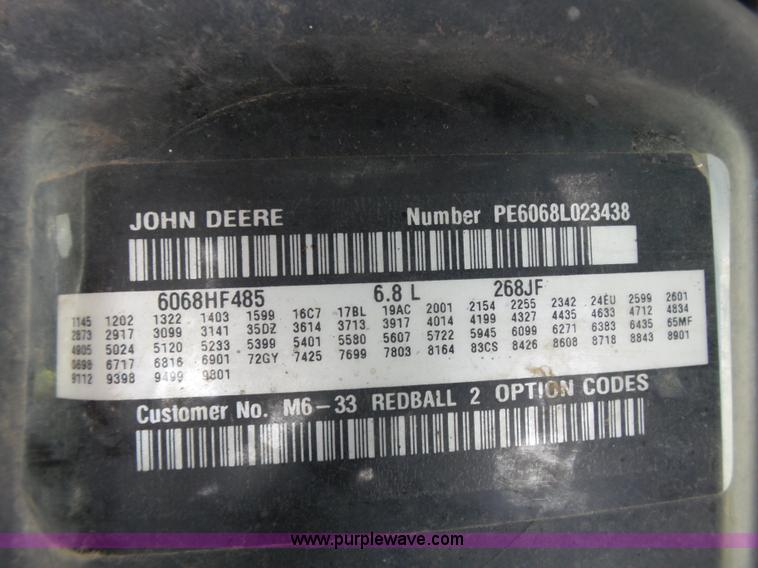 JOHN DEERE Number PE6068L023438
6068HF485 6.8 L 268JF
1145 1202 1322 1403 1599 16C7 17BL 19AC 2001 2154 2255 2342 24EU 2599 2601
2873 2917 3099 3141 35DZ 3614 3713 3917 4014 4199 4327 4435 4633 4712 4834
4905 5024 5120 5233 5399 5401 5580 5607 5722 5945 6099 6271 6383 6435 65MF
5698 6717 6816 6901 72GY 7425 7699 7803 8164 83CS 8426 8608 8718 8843 8901
9112 9398 9499 9801
Customer No. M6-33 REDBALL 2 OPTION CODES
www.purplewave.com